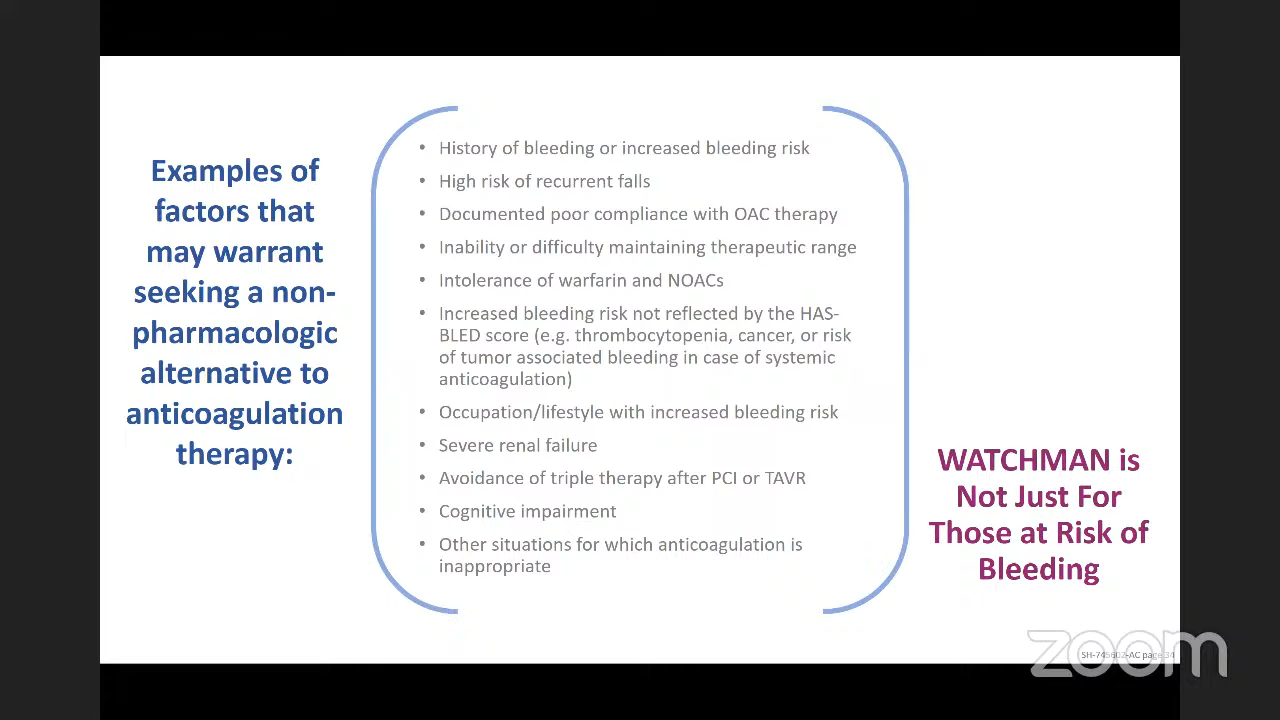 Examples of
factors that
may warrant
seeking a non-
pharmacologic
alternative to
anticoagulation
therapy:
• History of bleeding or increased bleeding risk
• High risk of recurrent falls
• Documented poor compliance with OAC therapy
• Inability or difficulty maintaining therapeutic range
• Intolerance of warfarin and NOACs
• Increased bleeding risk not reflected by the HAS-
BLED score (e.g. thrombocytopenia, cancer, or risk
of tumor associated bleeding in case of systemic
anticoagulation)
• Occupation/lifestyle with increased bleeding risk
• Severe renal failure
• Avoidance of triple therapy after PCI or TAVR
• Cognitive impairment
• Other situations for which anticoagulation is
inappropriate
WATCHMAN is
Not Just For
Those at Risk of
Bleeding
zoom
SH-745602-AC page 34